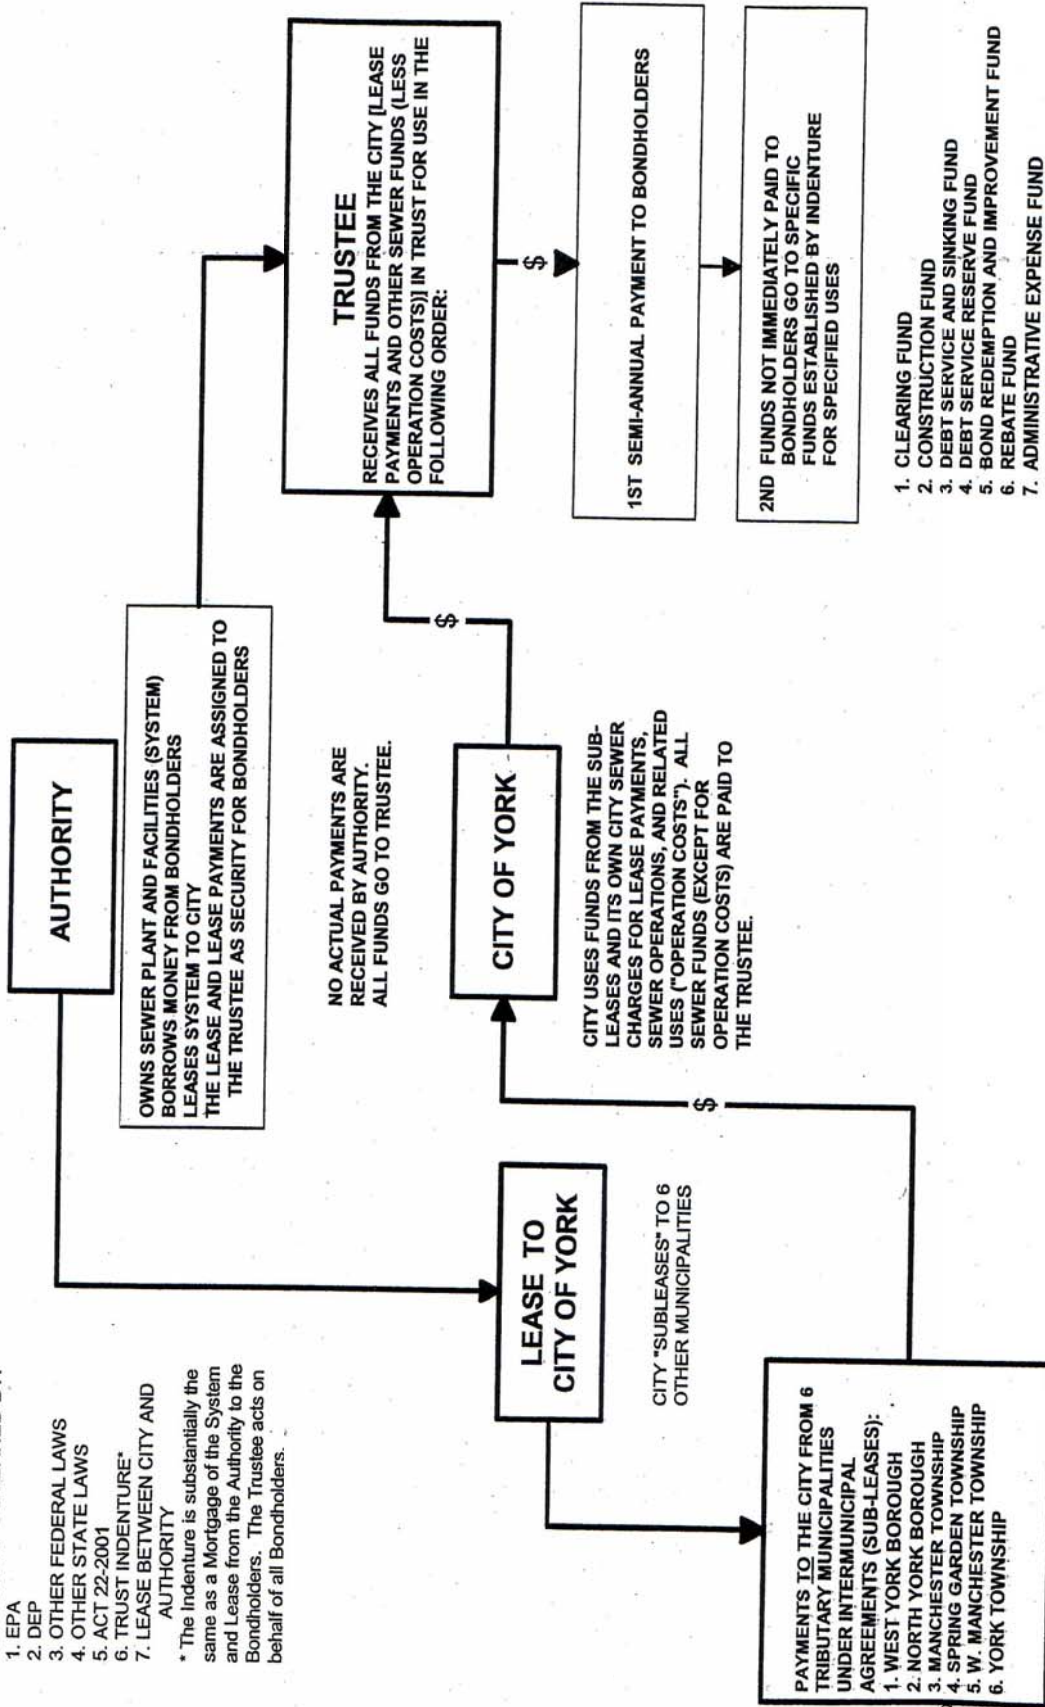 1. EPA
2. DEP
3. OTHER FEDERAL LAWS
4. OTHER STATE LAWS
5. ACT 22-2001
6. TRUST INDENTURE*
7. LEASE BETWEEN CITY AND
AUTHORITY
* The Indenture is substantially the
same as a Mortgage of the System
and Lease from the Authority to the
Bondholders. The Trustee acts on
behalf of all Bondholders.
AUTHORITY
OWNS SEWER PLANT AND FACILITIES (SYSTEM)
BORROWS MONEY FROM BONDHOLDERS
LEASES SYSTEM TO CITY
THE LEASE AND LEASE PAYMENTS ARE ASSIGNED TO
THE TRUSTEE AS SECURITY FOR BONDHOLDERS
NO ACTUAL PAYMENTS ARE
RECEIVED BY AUTHORITY.
ALL FUNDS GO TO TRUSTEE.
LEASE TO
CITY OF YORK
CITY "SUBLEASES" TO 6
OTHER MUNICIPALITIES
PAYMENTS TO THE CITY FROM 6
TRIBUTARY MUNICIPALITIES
UNDER INTERMUNICIPAL
AGREEMENTS (SUB-LEASES):
1. WEST YORK BOROUGH
2. NORTH YORK BOROUGH
3. MANCHESTER TOWNSHIP
4. SPRING GARDEN TOWNSHIP
5. W. MANCHESTER TOWNSHIP
6. YORK TOWNSHIP
$
CITY OF YORK
CITY USES FUNDS FROM THE SUB-
LEASES AND ITS OWN CITY SEWER
CHARGES FOR LEASE PAYMENTS,
SEWER OPERATIONS, AND RELATED
USES ("OPERATION COSTS"). ALL
SEWER FUNDS (EXCEPT FOR
OPERATION COSTS) ARE PAID TO
THE TRUSTEE.
$
TRUSTEE
RECEIVES ALL FUNDS FROM THE CITY [LEASE
PAYMENTS AND OTHER SEWER FUNDS (LESS
OPERATION COSTS)] IN TRUST FOR USE IN THE
FOLLOWING ORDER:
$
1ST SEMI-ANNUAL PAYMENT TO BONDHOLDERS
2ND FUNDS NOT IMMEDIATELY PAID TO
BONDHOLDERS GO TO SPECIFIC
FUNDS ESTABLISHED BY INDENTURE
FOR SPECIFIED USES
1. CLEARING FUND
2. CONSTRUCTION FUND
3. DEBT SERVICE AND SINKING FUND
4. DEBT SERVICE RESERVE FUND
5. BOND REDEMPTION AND IMPROVEMENT FUND
6. REBATE FUND
7. ADMINISTRATIVE EXPENSE FUND